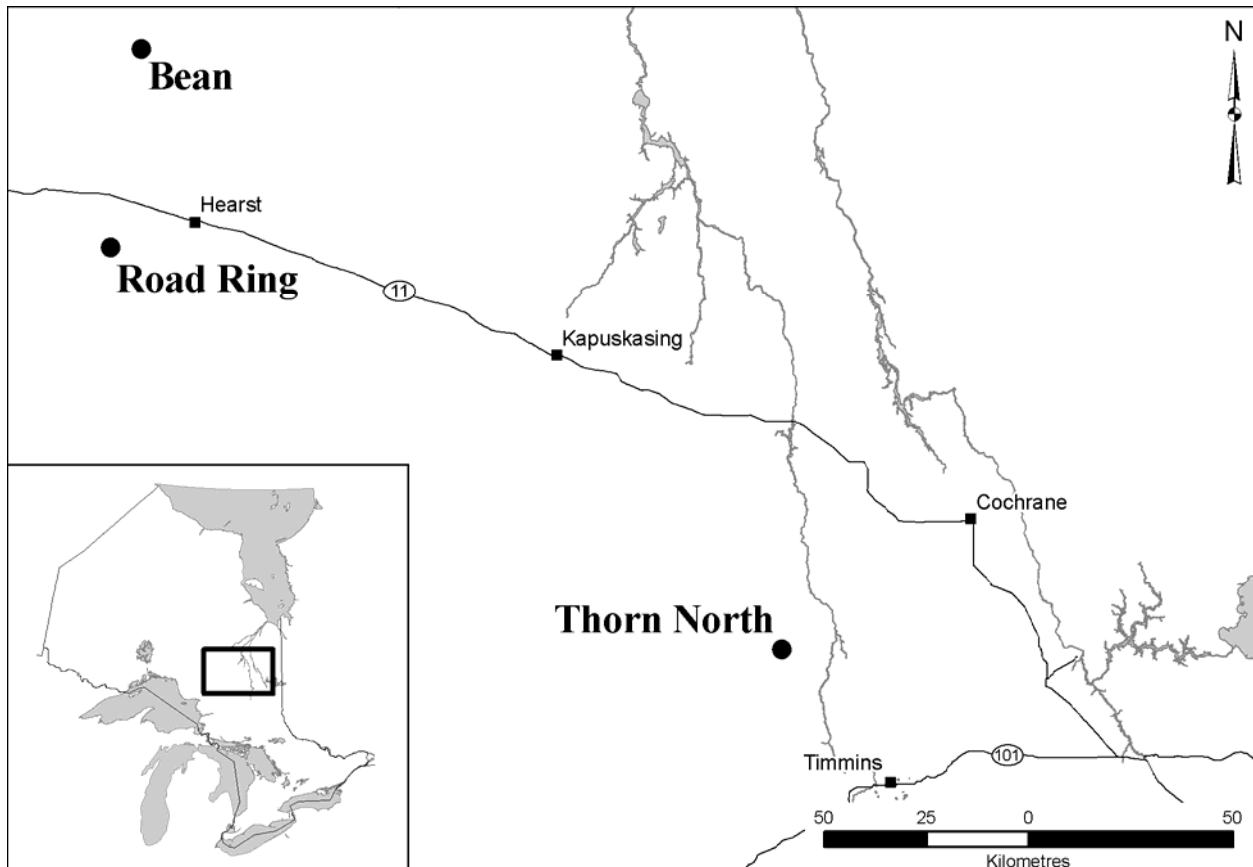 N
Bean
Hearst
Road Ring
11
Kapuskasing
Cochrane
Thorn North
Timmins
101
50 25 0 50
Kilometres